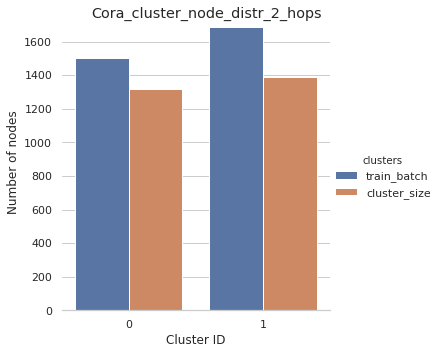 Cora_cluster_node_distr_2_hops
Number of nodes
1600
1400
1200
1000
800
600
400
200
0
0 1
Cluster ID
clusters
train_batch
cluster_size